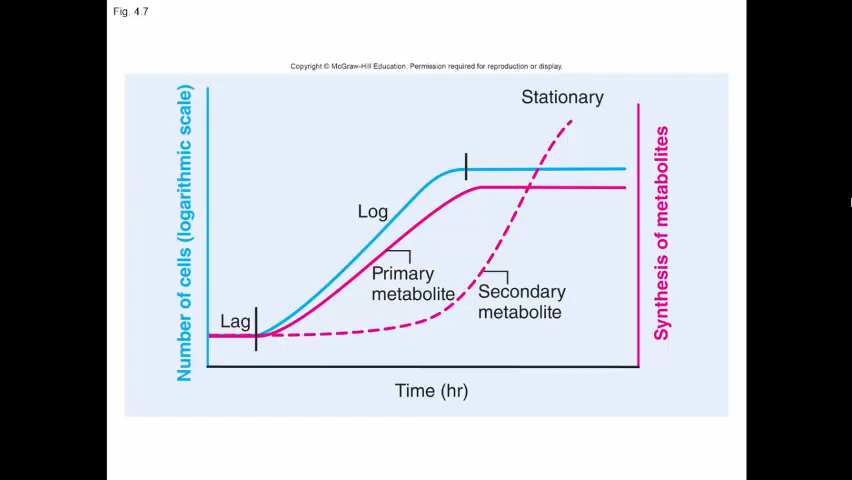 Fig. 4.7
Copyright © McGraw-Hill Education. Permission required for reproduction or display.
Number of cells (logarithmic scale)
Stationary
Log
Primary
metabolite
Secondary
metabolite
Lag
Synthesis of metabolites
Time (hr)